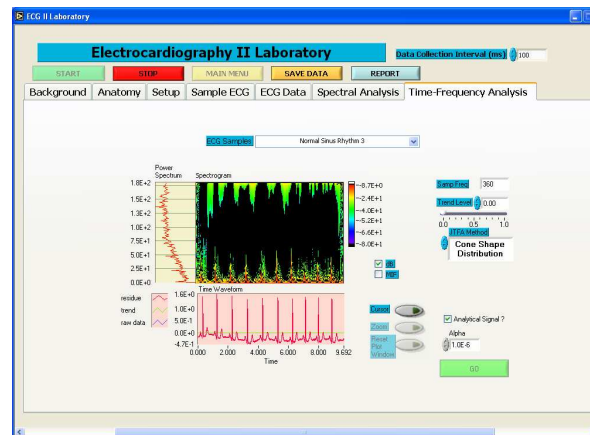 ECG II Laboratory
Electrocardiography II Laboratory
Data Collection Interval (ms) 100
START STOP MAIN MENU SAVE DATA REPORT
Background Anatomy Setup Sample ECG ECG Data Spectral Analysis Time-Frequency Analysis
ECG Samples Normal Sinus Rhythm 3
Power
Spectrum Spectrogram
1.8E+2
1.5E+2
1.3E+2
1.0E+2
7.5E+1
5.0E+1
2.5E+1
0.0E+0
-8.7E+0
-2.4E+1
-4.0E+1
-5.2E+1
-6.6E+1
-8.0E+1
Samp Freq 360
Trend Level 0.00
0.0 0.5 1.0
JTFA Method
Cone Shape
Distribution
dB
Time Waveform
residue
trend
raw data
1.6E+0
1.0E+0
5.0E-1
0.0E+0
-4.7E-1
0.000 2.000 4.000 6.000 8.000 9.692
Time
Cursor
Zoom
Reset
Plot
Window
Analytical Signal ?
Alpha
1.0E-6
GO